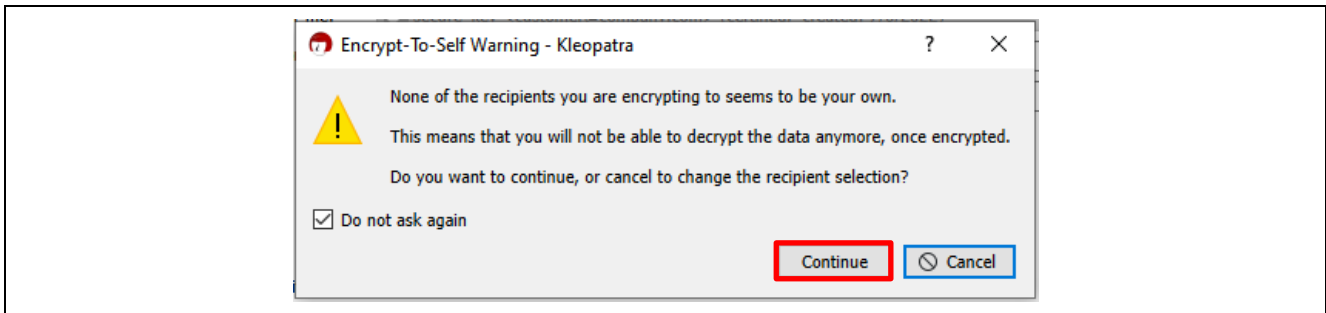 Encrypt-To-Self Warning - Kleopatra ?
None of the recipients you are encrypting to seems to be your own.
This means that you will not be able to decrypt the data anymore, once encrypted.
Do you want to continue, or cancel to change the recipient selection?
Do not ask again
Continue Cancel